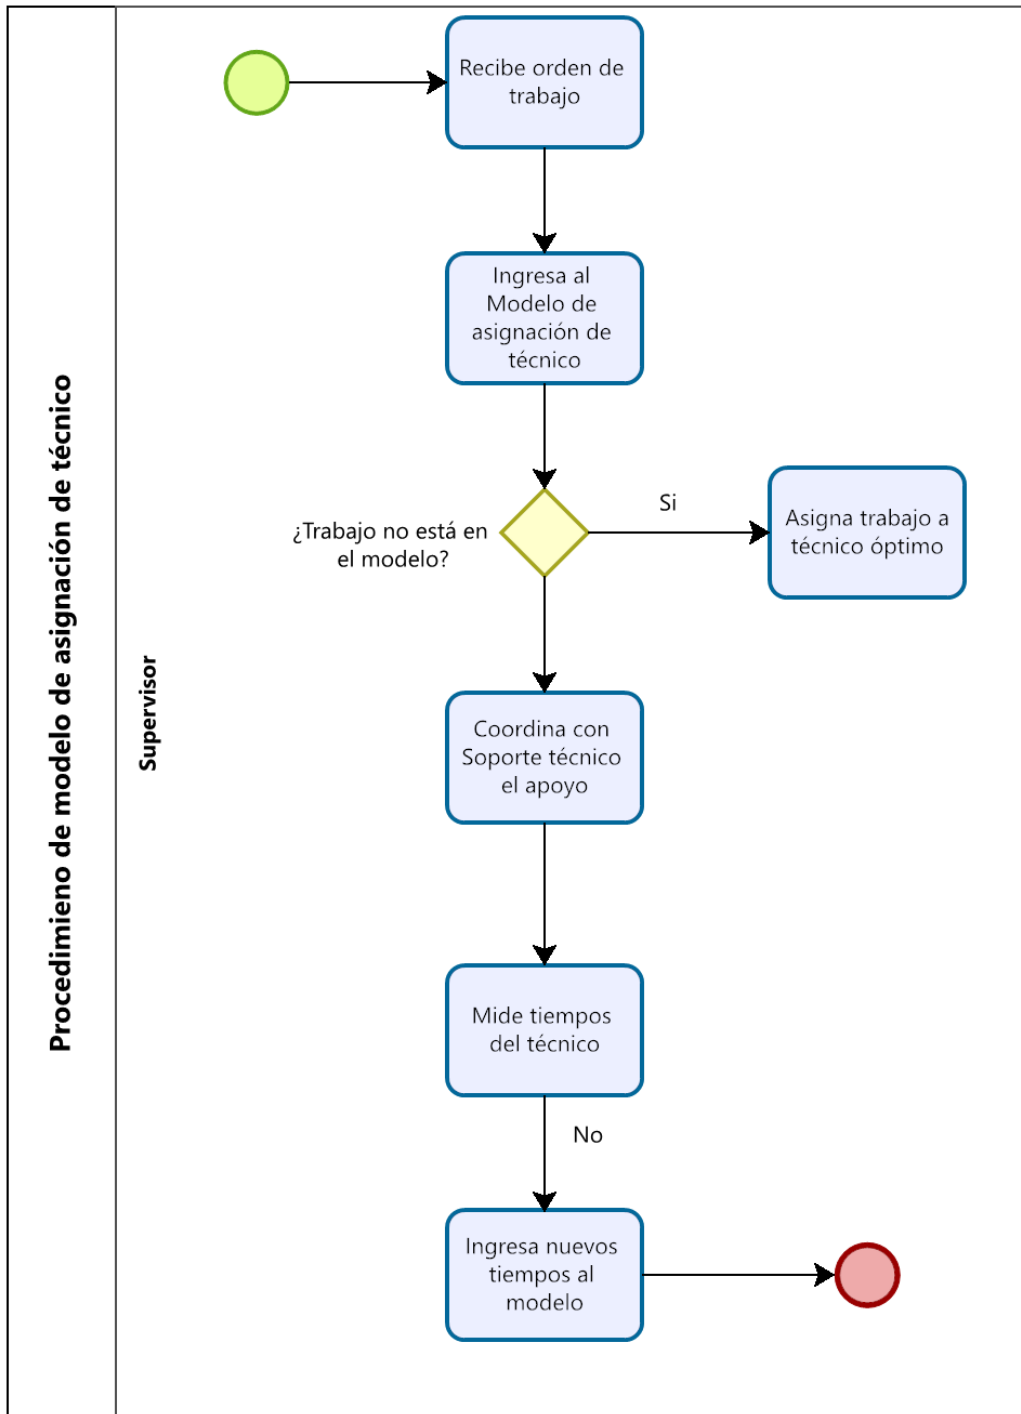 Procedimieno de modelo de asignación de técnico
Supervisor
Recibe orden de
trabajo
Ingresa al
Modelo de
asignación de
técnico
¿Trabajo no está en
el modelo?
Si
Asigna trabajo a
técnico óptimo
Coordina con
Soporte técnico
el apoyo
Mide tiempos
del técnico
No
Ingresa nuevos
tiempos al
modelo